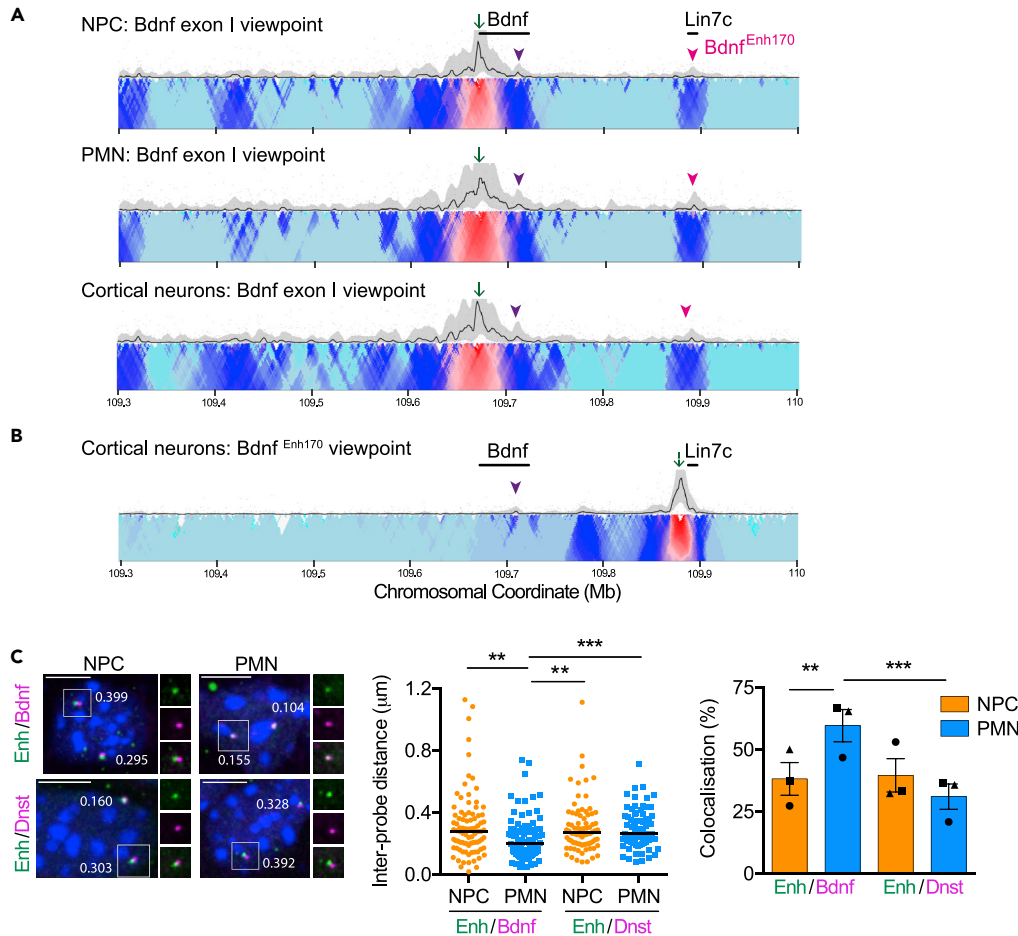 A
NPC: Bdnf exon I viewpoint
Bdnf
Lin7c
Bdnf Enh170
PMN: Bdnf exon I viewpoint
Cortical neurons: Bdnf exon I viewpoint
109.3 109.4 109.5 109.6 109.7 109.8 109.9 110
B
Cortical neurons: Bdnf Enh170 viewpoint
Bdnf
Lin7c
109.3 109.4 109.5 109.6 109.7 109.8 109.9 110
Chromosomal Coordinate (Mb)
C
NPC PMN
Enh/Bdnf
0.399
0.295
0.104
0.155
Enh/Dnst
0.160
0.303
0.328
0.392
Inter-probe distance (μm)
1.2
0.8
0.4
0.0
** *** **
NPC PMN NPC PMN
Enh/Bdnf Enh/Dnst
Colocalisation (%)
75
50
25
0
** ***
NPC
PMN
Enh/Bdnf Enh/Dnst